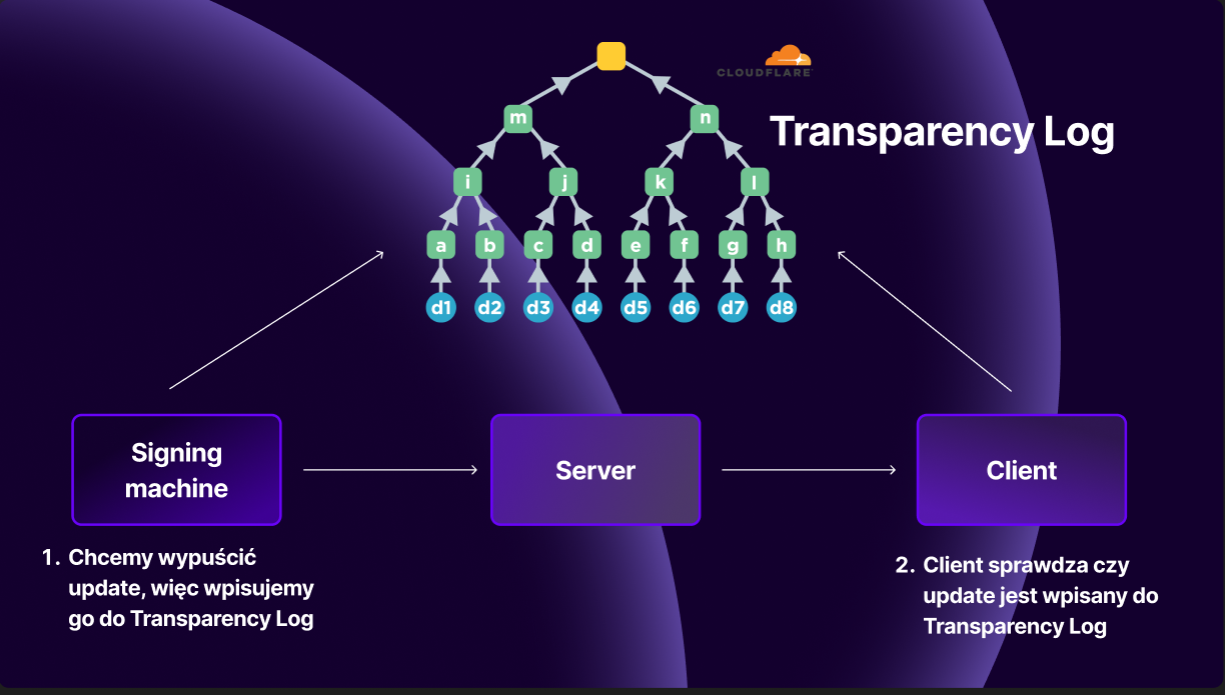 CLOUDFLARE
Transparency Log
m n
i j k l
a b c d e f g h
d1 d2 d3 d4 d5 d6 d7 d8
Signing
machine
Server
Client
1. Chcemy wypuścić
update, więc wpisujemy
go do Transparency Log
2. Client sprawdza czy
update jest wpisany do
Transparency Log